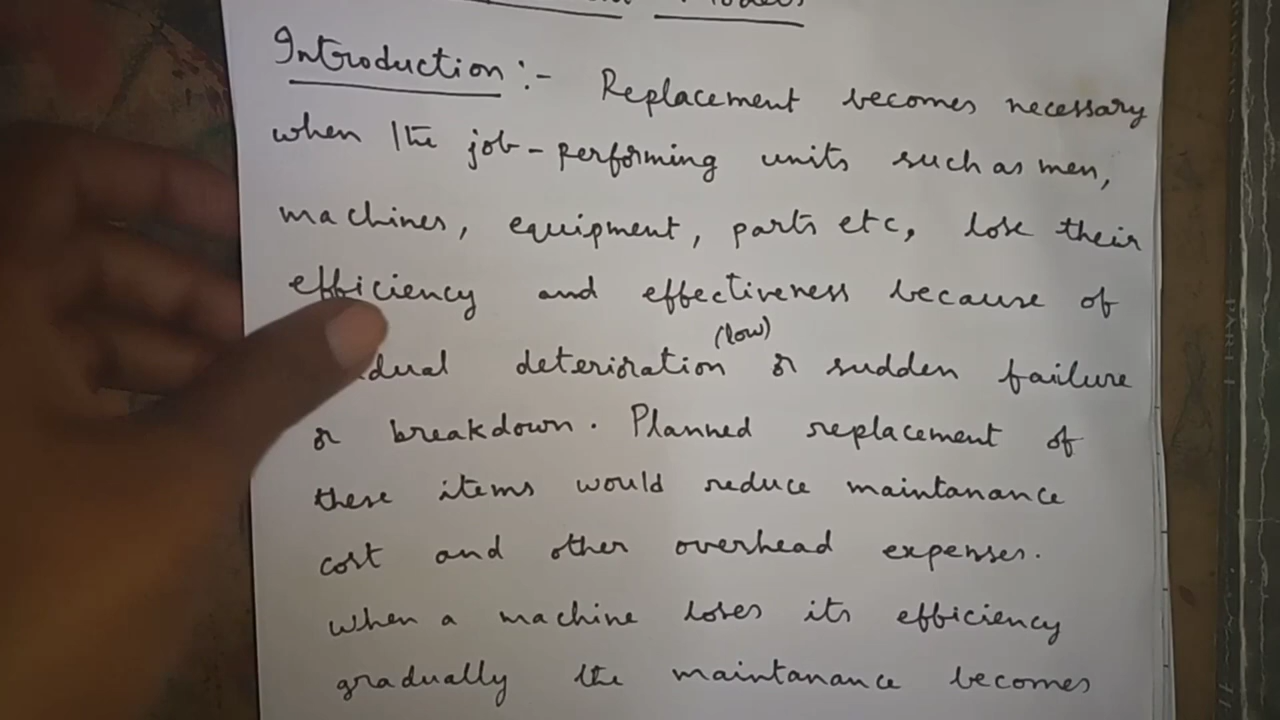 Models
Introduction :- Replacement becomes necessary
when the job-performing units such as men,
machines, equipment, parts etc, lose their
efficiency and effectiveness because of
(low)
dual deterioration or sudden failure
or breakdown. Planned replacement of
these items would reduce maintanance
cost and other overhead expenses.
when a machine loses its efficiency
gradually the maintanance becomes